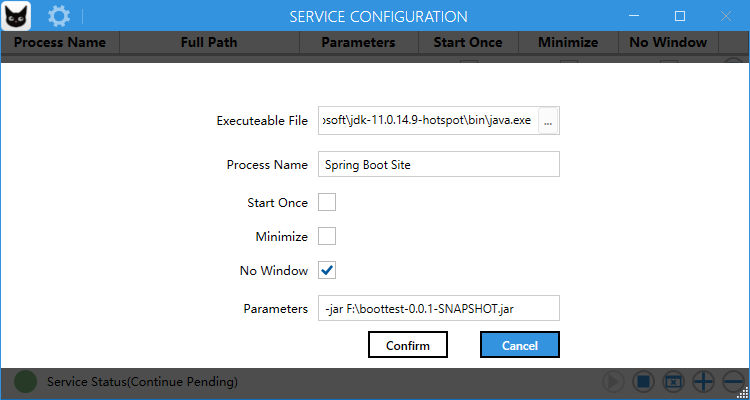 SERVICE CONFIGURATION
Process Name Full Path Parameters Start Once Minimize No Window
Executeable File osoft\jdk-11.0.14.9-hotspot\bin\java.exe ...
Process Name Spring Boot Site
Start Once
Minimize
No Window
Parameters -jar F:\boottest-0.0.1-SNAPSHOT.jar
Confirm Cancel
Service Status(Continue Pending)